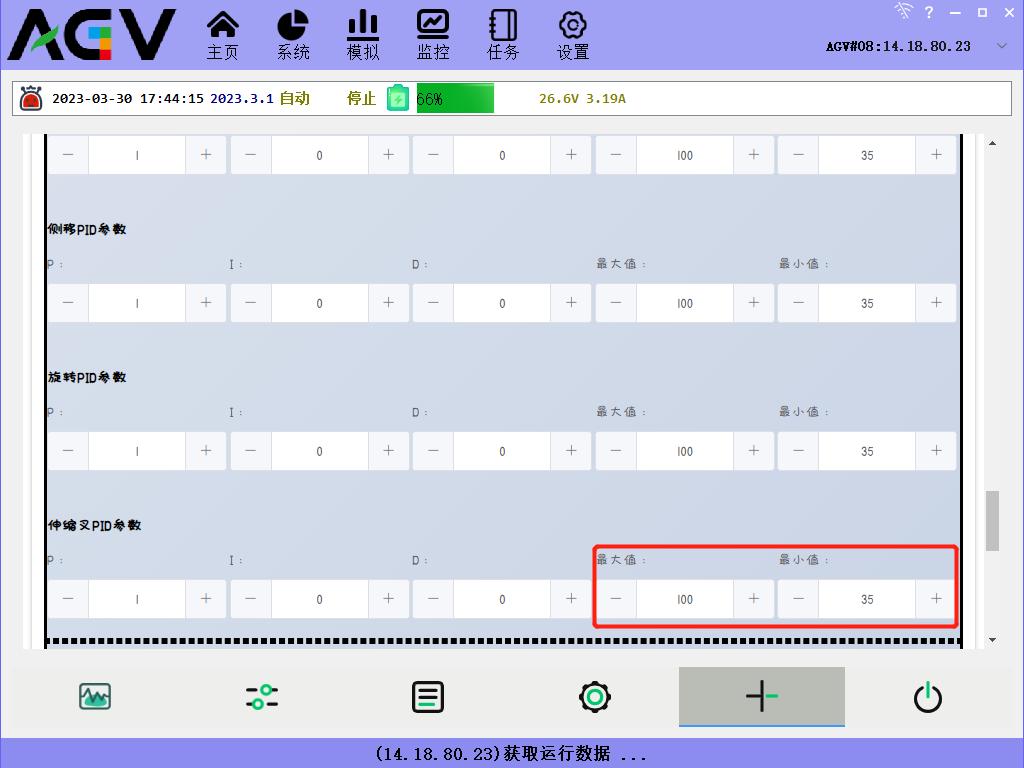 AGV
主页 系统 模拟 监控 任务 设置
AGV#08:14.18.80.23
2023-03-30 17:44:15 2023.3.1 自动 停止 66% 26.6V 3.19A
1 0 0 100 35
侧移PID参数
P : I : D : 最大值 : 最小值 :
1 0 0 100 35
旋转PID参数
P : I : D : 最大值 : 最小值 :
1 0 0 100 35
伸缩叉PID参数
P : I : D : 最大值 : 最小值 :
1 0 0 100 35
(14.18.80.23)获取运行数据 ...